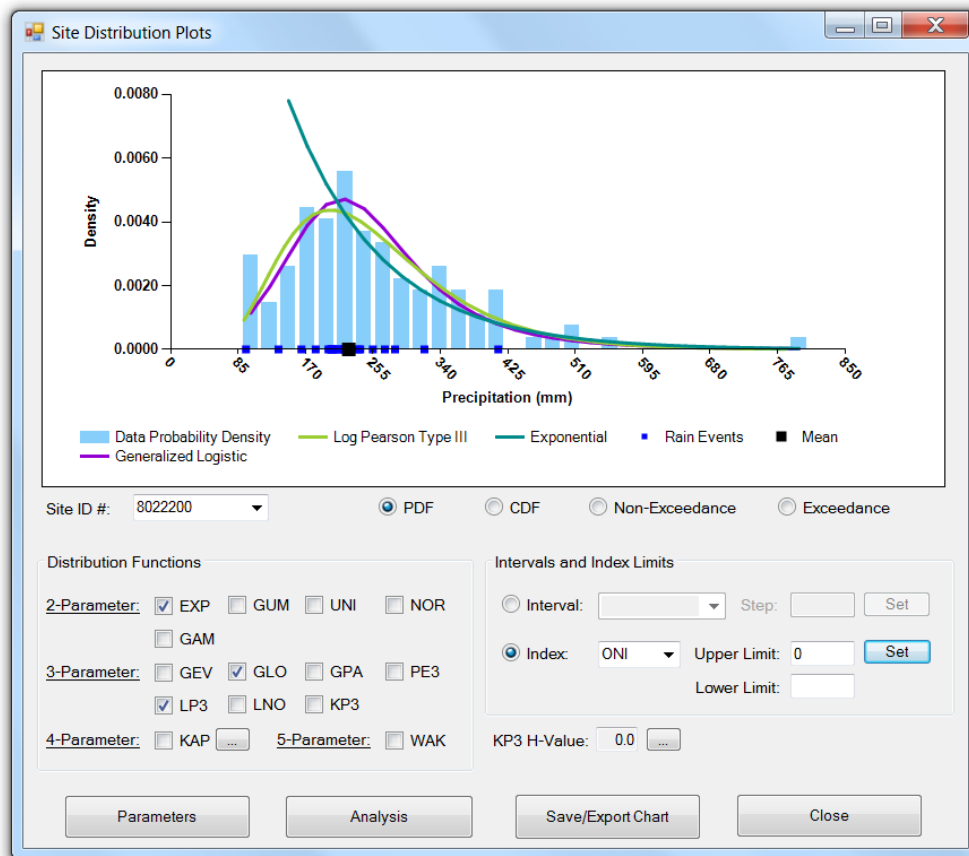 Site Distribution Plots
0.0080
0.0060
0.0040
0.0020
0.0000
Density
0 85 170 255 340 425 510 595 680 765 850
Precipitation (mm)
Data Probability Density Log Pearson Type III Exponential Rain Events Mean
Generalized Logistic
Site ID #: 8022200 PDF CDF Non-Exceedance Exceedance
Distribution Functions
2-Parameter: EXP GUM UNI NOR
GAM
3-Parameter: GEV GLO GPA PE3
LP3 LNO KP3
4-Parameter: KAP ... 5-Parameter: WAK
Intervals and Index Limits
Interval: Step: Set
Index: ONI Upper Limit: 0 Set
Lower Limit:
KP3 H-Value: 0.0 ...
Parameters Analysis Save/Export Chart Close